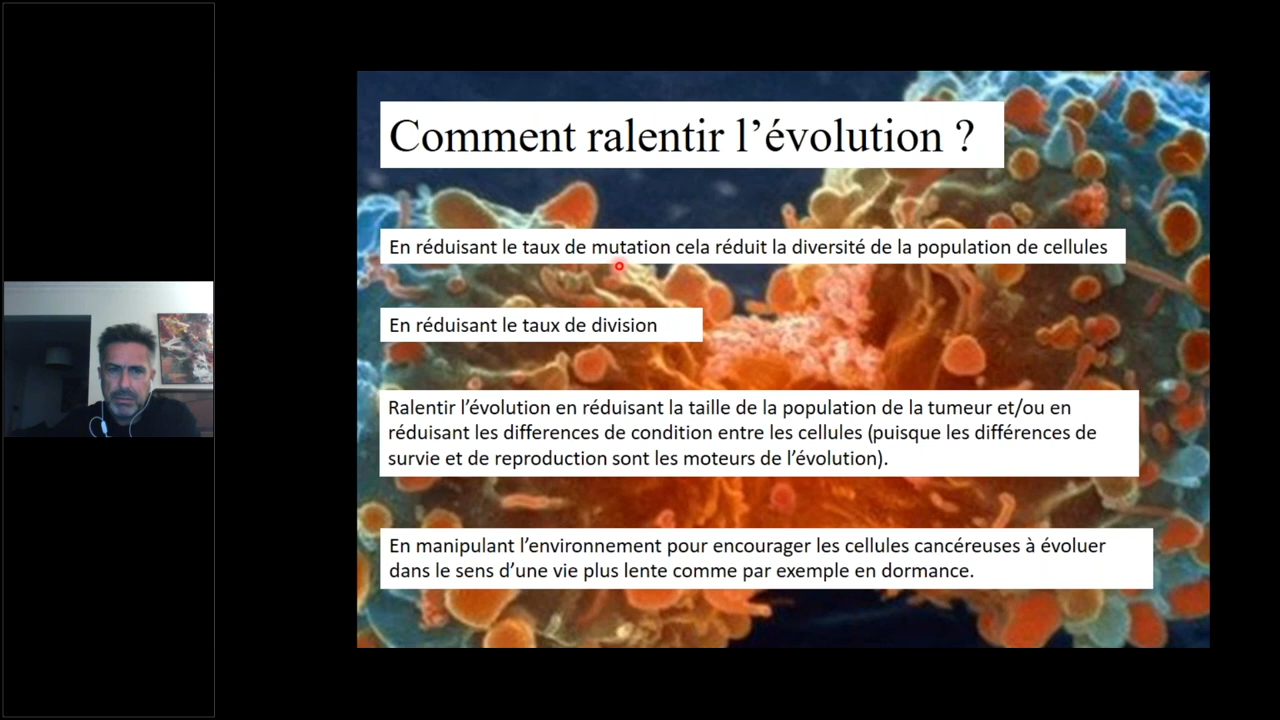 Comment ralentir l’évolution ?
En réduisant le taux de mutation cela réduit la diversité de la population de cellules
En réduisant le taux de division
Ralentir l’évolution en réduisant la taille de la population de la tumeur et/ou en
réduisant les differences de condition entre les cellules (puisque les différences de
survie et de reproduction sont les moteurs de l’évolution).
En manipulant l’environnement pour encourager les cellules cancéreuses à évoluer
dans le sens d’une vie plus lente comme par exemple en dormance.